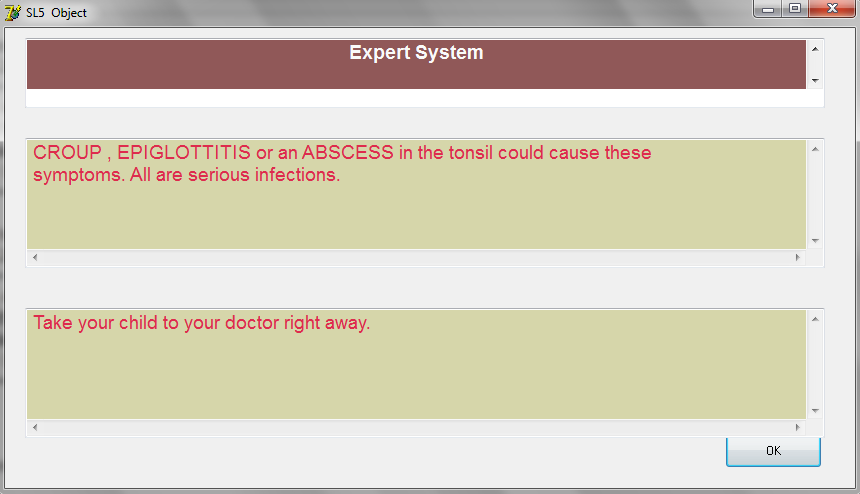 SL5 Object
Expert System
CROUP , EPIGLOTTITIS or an ABSCESS in the tonsil could cause these
symptoms. All are serious infections.
Take your child to your doctor right away.
OK